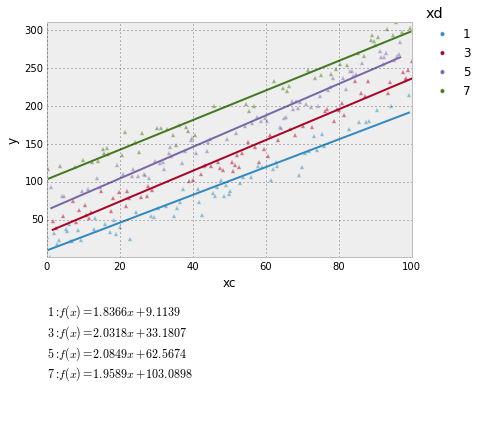 xd
1
3
5
7
300
250
200
150
100
50
y
0
20
40
60
80
100
xc
1 : f(x) = 1.8366x + 9.1139
3 : f(x) = 2.0318x + 33.1807
5 : f(x) = 2.0849x + 62.5674
7 : f(x) = 1.9589x + 103.0898